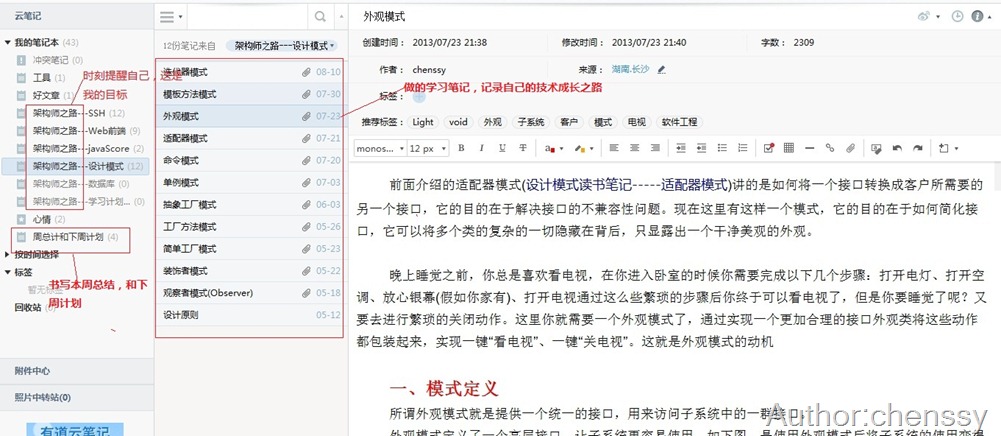 云笔记
我的笔记本 (43)
冲突笔记 (0)
工具 (1)
好文章 (1)
架构师之路---SSH (12)
架构师之路---Web前端 (9)
架构师之路---javaScore (2)
架构师之路---设计模式 (12)
架构师之路---数据库 (0)
架构师之路---学习计划... (0)
心情 (2)
周总计和下周计划 (4)
按时间选择
标签
暂无标签
回收站 (0)
时刻提醒自己，这是
我的目标
书写本周总结，和下
周计划
附件中心
照片中转站(0)
有道云笔记
12份笔记来自 架构师之路---设计模式
迭代器模式 08-10
模板方法模式 07-30
外观模式 07-23
适配器模式 07-21
命令模式 07-20
单例模式 07-03
抽象工厂模式 06-03
工厂方法模式 05-26
简单工厂模式 05-23
装饰者模式 05-22
观察者模式(Observer) 05-18
设计原则 05-12
外观模式
创建时间： 2013/07/23 21:38 修改时间： 2013/07/23 21:40 字数： 2309
作者： chenssy 来源： 湖南.长沙
做的学习笔记，记录自己的技术成长之路
标签：
推荐标签： Light void 外观 子系统 客户 模式 电视 软件工程
monos... 12 px B I U T
前面介绍的适配器模式(设计模式读书笔记-----适配器模式)讲的是如何将一个接口转换成客户所需要的
另一个接口，它的目的在于解决接口的不兼容性问题。现在这里有这样一个模式，它的目的在于如何简化接
口，它可以将多个类的复杂的一切隐藏在背后，只显露出一个干净美观的外观。
晚上睡觉之前，你总是喜欢看电视，在你进入卧室的时候你需要完成以下几个步骤：打开电灯、打开空
调、放心银幕(假如你家有)、打开电视通过这么些繁琐的步骤后你终于可以看电视了，但是你要睡觉了呢？又
要去进行繁琐的关闭动作。这里你就需要一个外观模式了，通过实现一个更加合理的接口外观类将这些动作
都包装起来，实现一键“看电视”、一键“关电视”。这就是外观模式的动机
一、模式定义
所谓外观模式就是提供一个统一的接口，用来访问子系统中的一群接口。
外观模式定义了一个高层接口，让子系统更容易使用。如下图，是使用外观模式后将子系统的使用变得
Author:chenssy